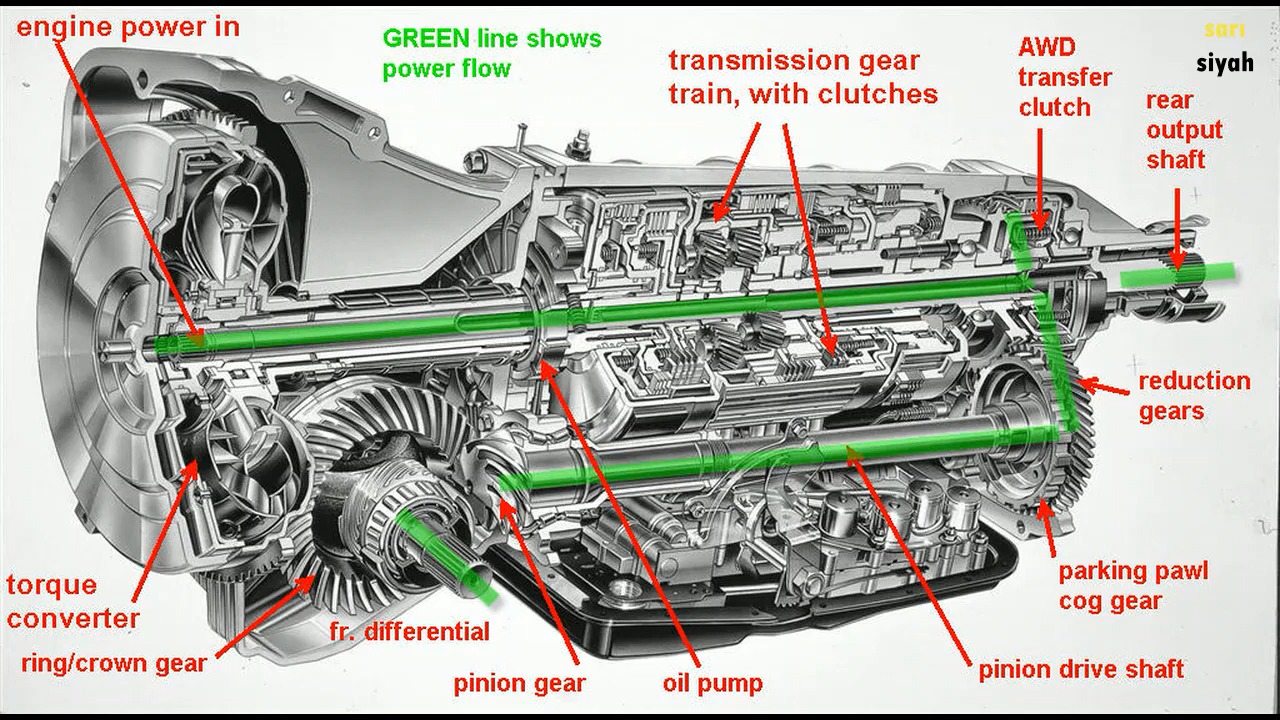 engine power in
GREEN line shows
power flow
transmission gear
train, with clutches
AWD
transfer
clutch
sarı
siyah
rear
output
shaft
reduction
gears
torque
converter
ring/crown gear
fr. differential
pinion gear
oil pump
pinion drive shaft
parking pawl
cog gear